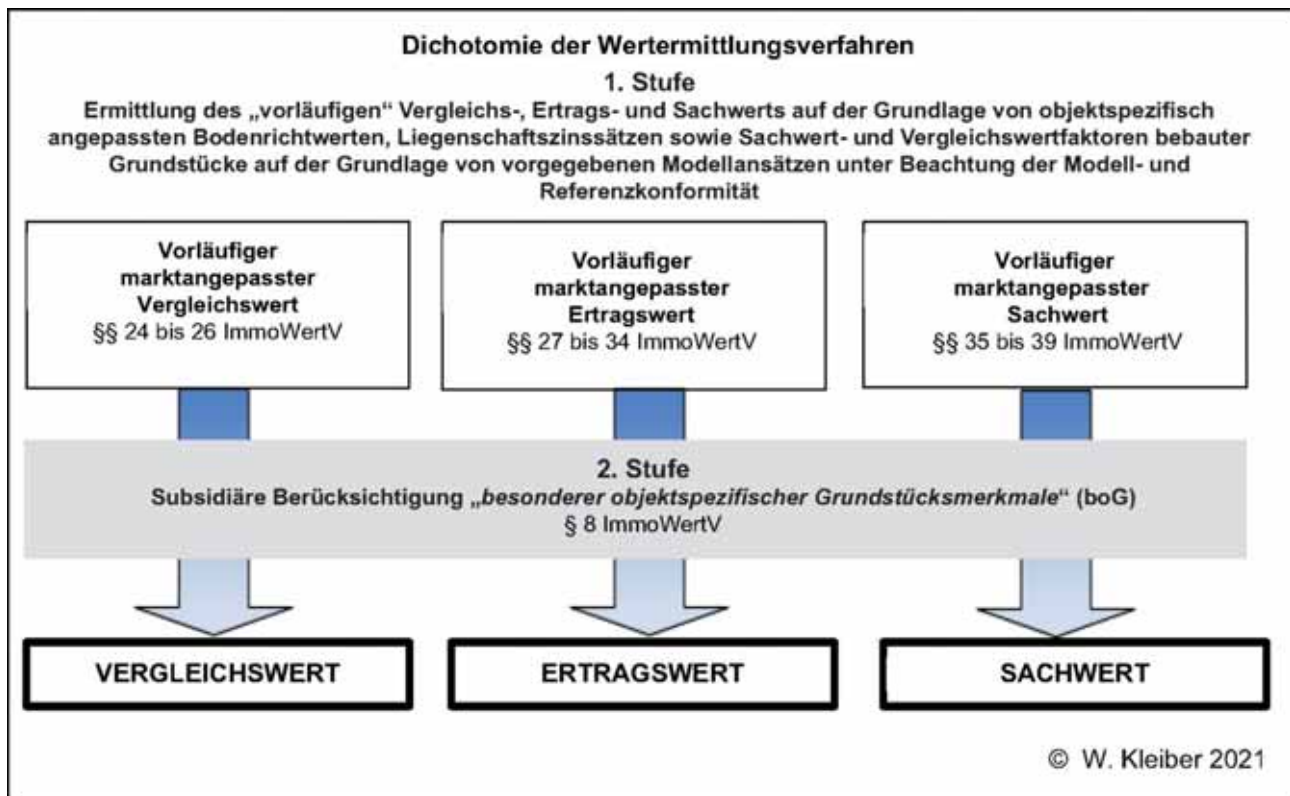 Dichotomie der Wertermittlungsverfahren
1. Stufe
Ermittlung des „vorläufigen“ Vergleichs-, Ertrags- und Sachwerts auf der Grundlage von objektspezifisch
angepassten Bodenrichtwerten, Liegenschaftszinssätzen sowie Sachwert- und Vergleichswertfaktoren bebauter
Grundstücke auf der Grundlage von vorgegebenen Modellansätzen unter Beachtung der Modell- und
Referenzkonformität
Vorläufiger
marktangepasster
Vergleichswert
§§ 24 bis 26 ImmoWertV
Vorläufiger
marktangepasster
Ertragswert
§§ 27 bis 34 ImmoWertV
Vorläufiger
marktangepasster
Sachwert
§§ 35 bis 39 ImmoWertV
2. Stufe
Subsidiäre Berücksichtigung „besonderer objektspezifischer Grundstücksmerkmale“ (boG)
§ 8 ImmoWertV
VERGLEICHSWERT
ERTRAGSWERT
SACHWERT
© W. Kleiber 2021